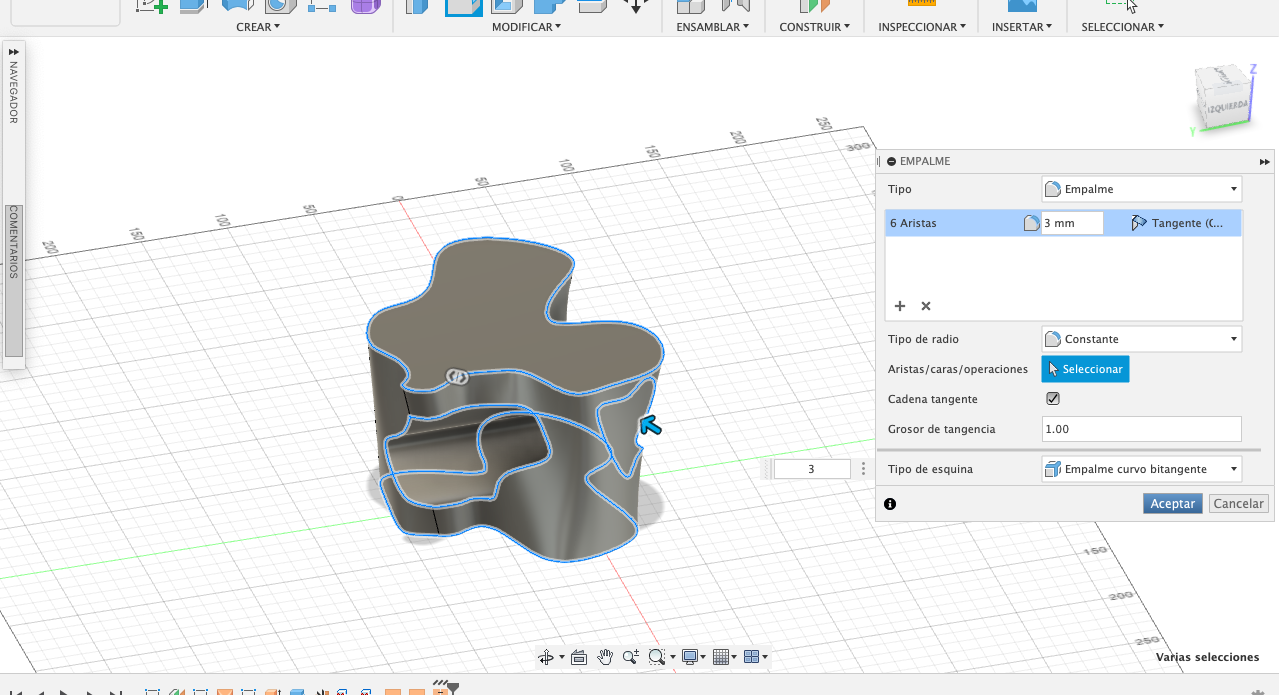 CREAR
MODIFICAR
ENSAMBLAR
CONSTRUIR
INSPECCIONAR
INSERTAR
SELECCIONAR
NAVEGADOR
COMENTARIOS
200
150
100
50
0
50
100
150
200
250
300
Z
IZQUIERDA
Y
EMPALME
Tipo
Empalme
6 Aristas
3 mm
Tangente (C...
Tipo de radio
Constante
Aristas/caras/operaciones
Seleccionar
Cadena tangente
Grosor de tangencia
1.00
3
Tipo de esquina
Empalme curvo bitangente
Aceptar
Cancelar
150
200
250
Varias selecciones